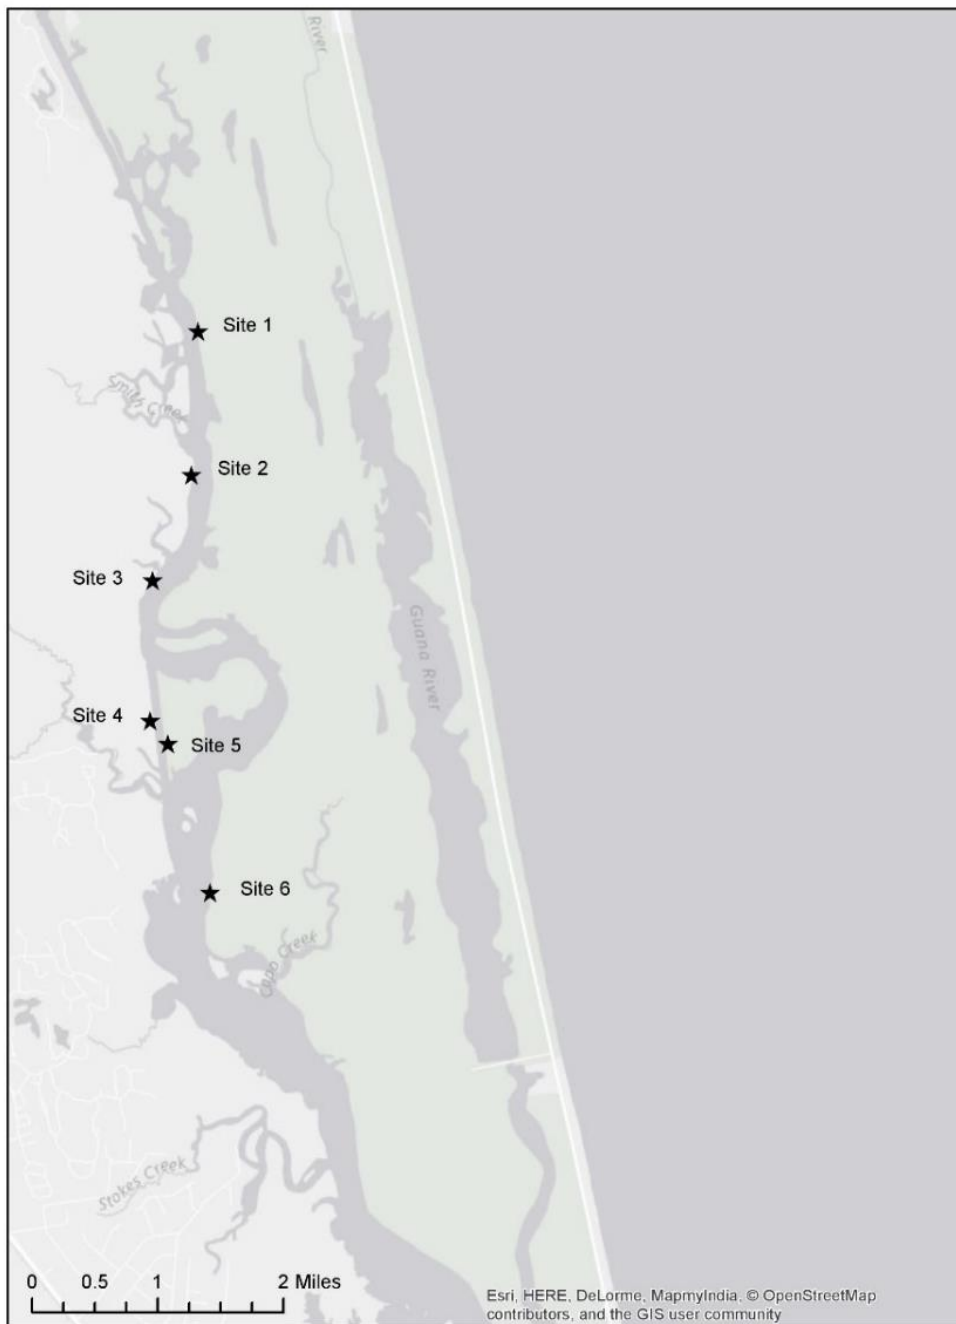 River
Site 1
Smiths Creek
Site 2
Site 3
Guana River
Site 4
Site 5
Site 6
Capo Creek
Stokes Creek
0 0.5 1 2 Miles
Esri, HERE, DeLorme, MapmyIndia, © OpenStreetMap
contributors, and the GIS user community